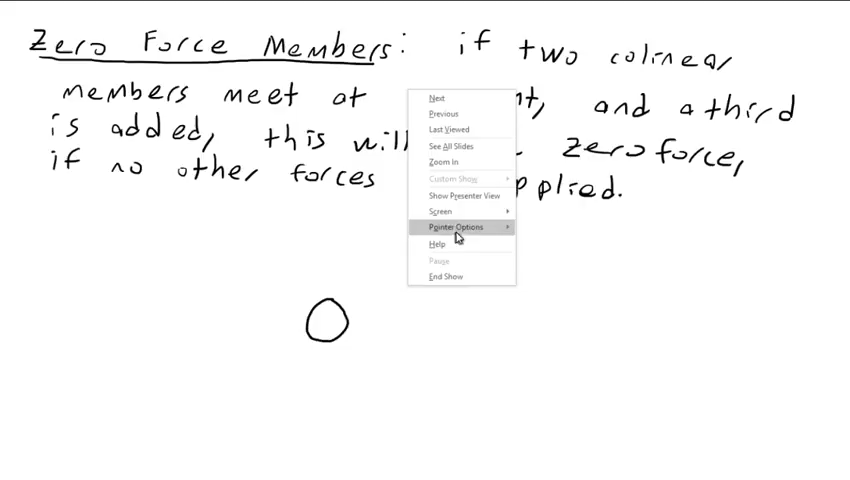 Zero Force Members: if two colinear
members meet at nt, and a third
is added, this will zero force,
if no other forces pplied.
Next
Previous
Last Viewed
See All Slides
Zoom In
Custom Show
Show Presenter View
Screen
Pointer Options
Help
Pause
End Show